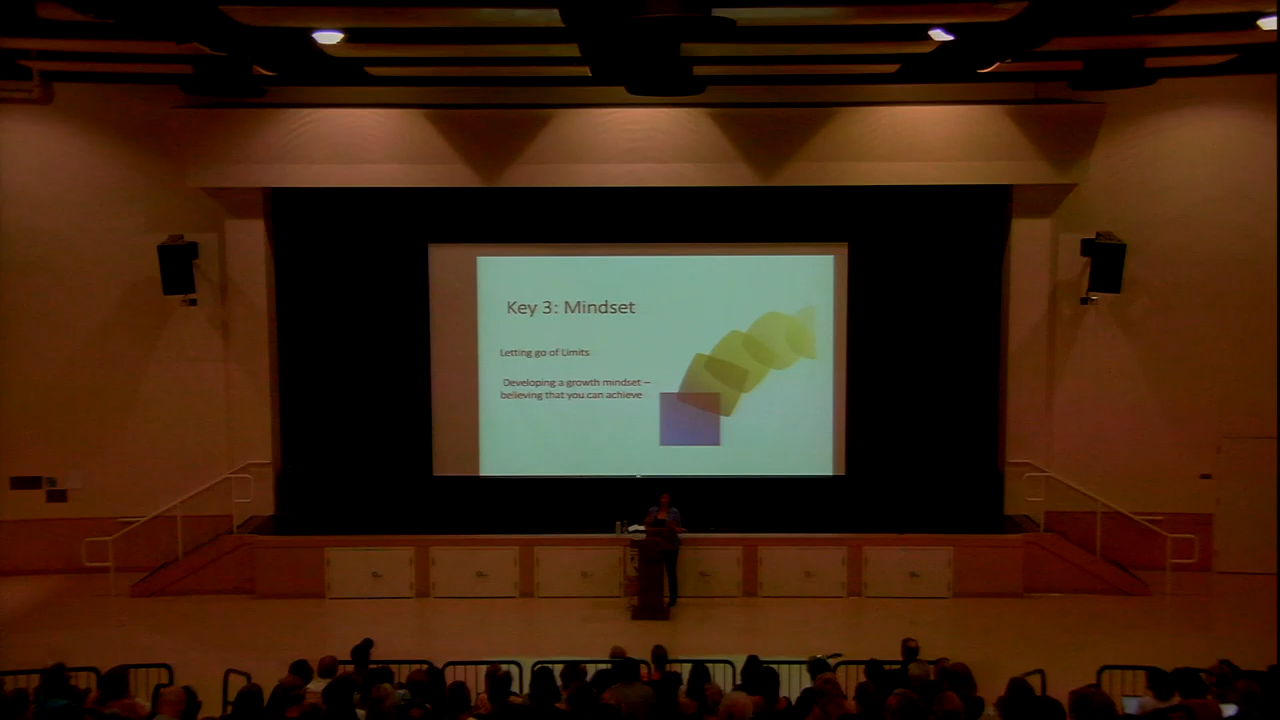 Key 3: Mindset
Letting go of Limits
Developing a growth mindset –
believing that you can achieve